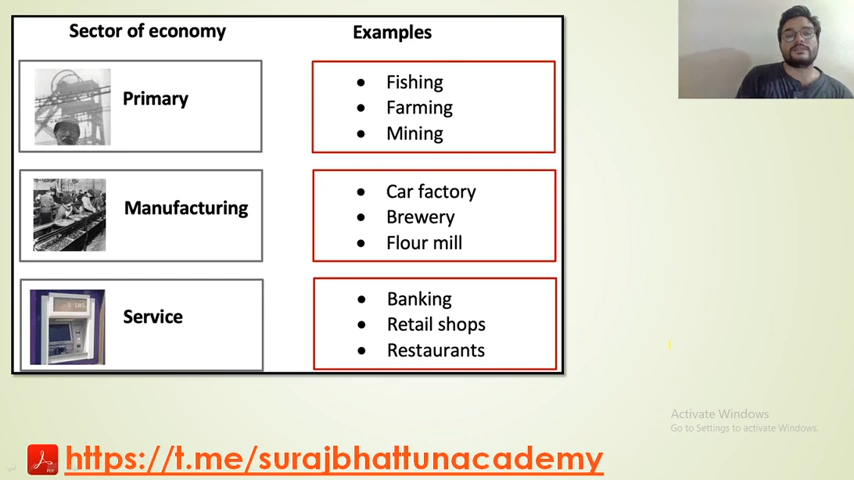 Sector of economy
Examples
Primary
• Fishing
• Farming
• Mining
Manufacturing
• Car factory
• Brewery
• Flour mill
Service
• Banking
• Retail shops
• Restaurants
Activate Windows
Go to Settings to activate Windows.
https://t.me/surajbhattunacademy
PDF